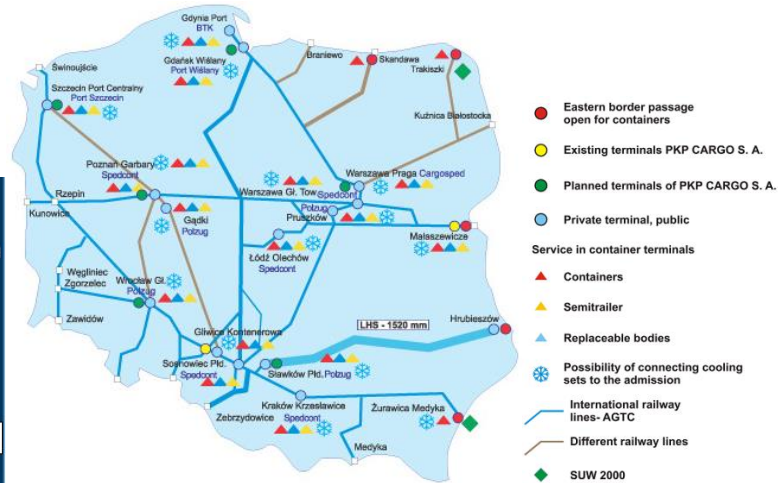 Gdynia Port
BTK
Gdańsk Wiślany
Port Wiślany
Braniewo
Skandawa
Trakiszki
Świnoujście
Szczecin Port Centralny
Port Szczecin
Kuźnica Białostocka
Poznań Garbary
Spedcont
Warszawa Praga Cargosped
Rzepin
Warszawa Gł. Tow.
Spedcont
Kunowice
Gądki
Polzug
Polzug
Pruszków
Małaszewicze
Łódź Olechów
Spedcont
Węgliniec
Zgorzelec
Wrocław Gł.
Polzug
Zawidów
Gliwice Kontenerowa
LHS - 1520 mm
Hrubieszów
Sosnowiec Płd.
Spedcont
Sławków Płd. Polzug
Zebrzydowice
Kraków Krzesławice
Spedcont
Żurawica Medyka
Medyka
Eastern border passage
open for containers
Existing terminals PKP CARGO S. A.
Planned terminals of PKP CARGO S. A.
Private terminal, public
Service in container terminals
Containers
Semitrailer
Replaceable bodies
Possibility of connecting cooling
sets to the admission
International railway
lines- AGTC
Different railway lines
SUW 2000